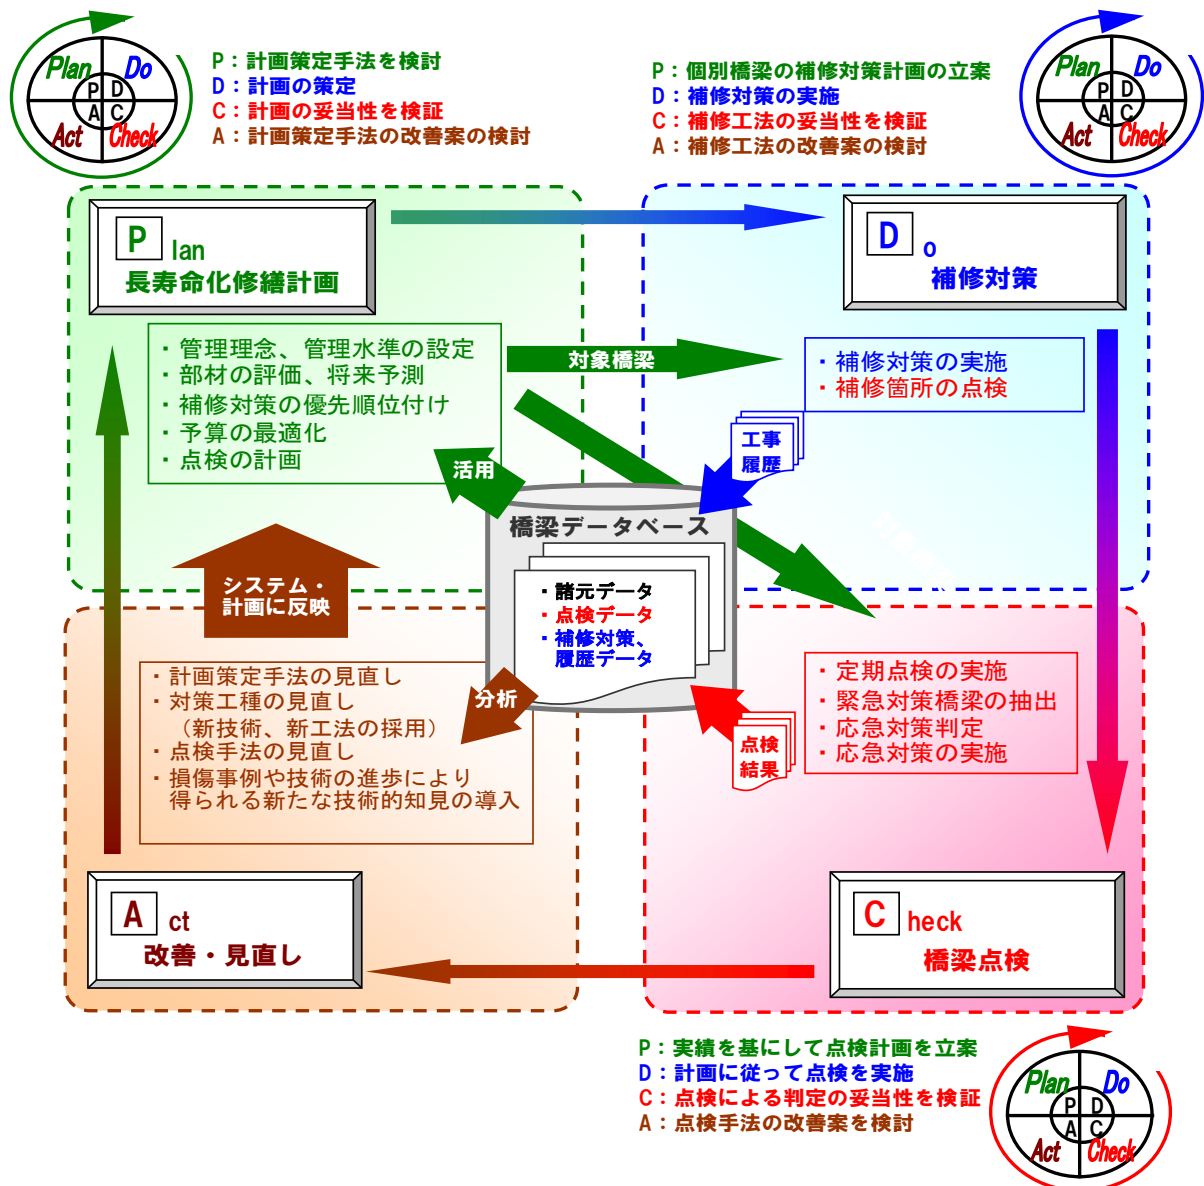 Plan
Do
P
D
A
C
Act
Check
P：計画策定手法を検討
D：計画の策定
C：計画の妥当性を検証
A：計画策定手法の改善案の検討
P：個別橋梁の補修対策計画の立案
D：補修対策の実施
C：補修工法の妥当性を検証
A：補修工法の改善案の検討
Plan
Do
P
D
A
C
Act
Check
P lan
長寿命化修繕計画
D o
補修対策
・管理理念、管理水準の設定
・部材の評価、将来予測
・補修対策の優先順位付け
・予算の最適化
・点検の計画
対象橋梁
・補修対策の実施
・補修箇所の点検
工事
履歴
活用
橋梁データベース
対象橋梁
・諸元データ
・点検データ
・補修対策、
履歴データ
システム・
計画に反映
・計画策定手法の見直し
・対策工種の見直し
（新技術、新工法の採用）
・点検手法の見直し
・損傷事例や技術の進歩により
得られる新たな技術的知見の導入
分析
点検
結果
・定期点検の実施
・緊急対策橋梁の抽出
・応急対策判定
・応急対策の実施
A ct
改善・見直し
C heck
橋梁点検
P：実績を基にして点検計画を立案
D：計画に従って点検を実施
C：点検による判定の妥当性を検証
A：点検手法の改善案を検討
Plan
Do
P
D
A
C
Act
Check